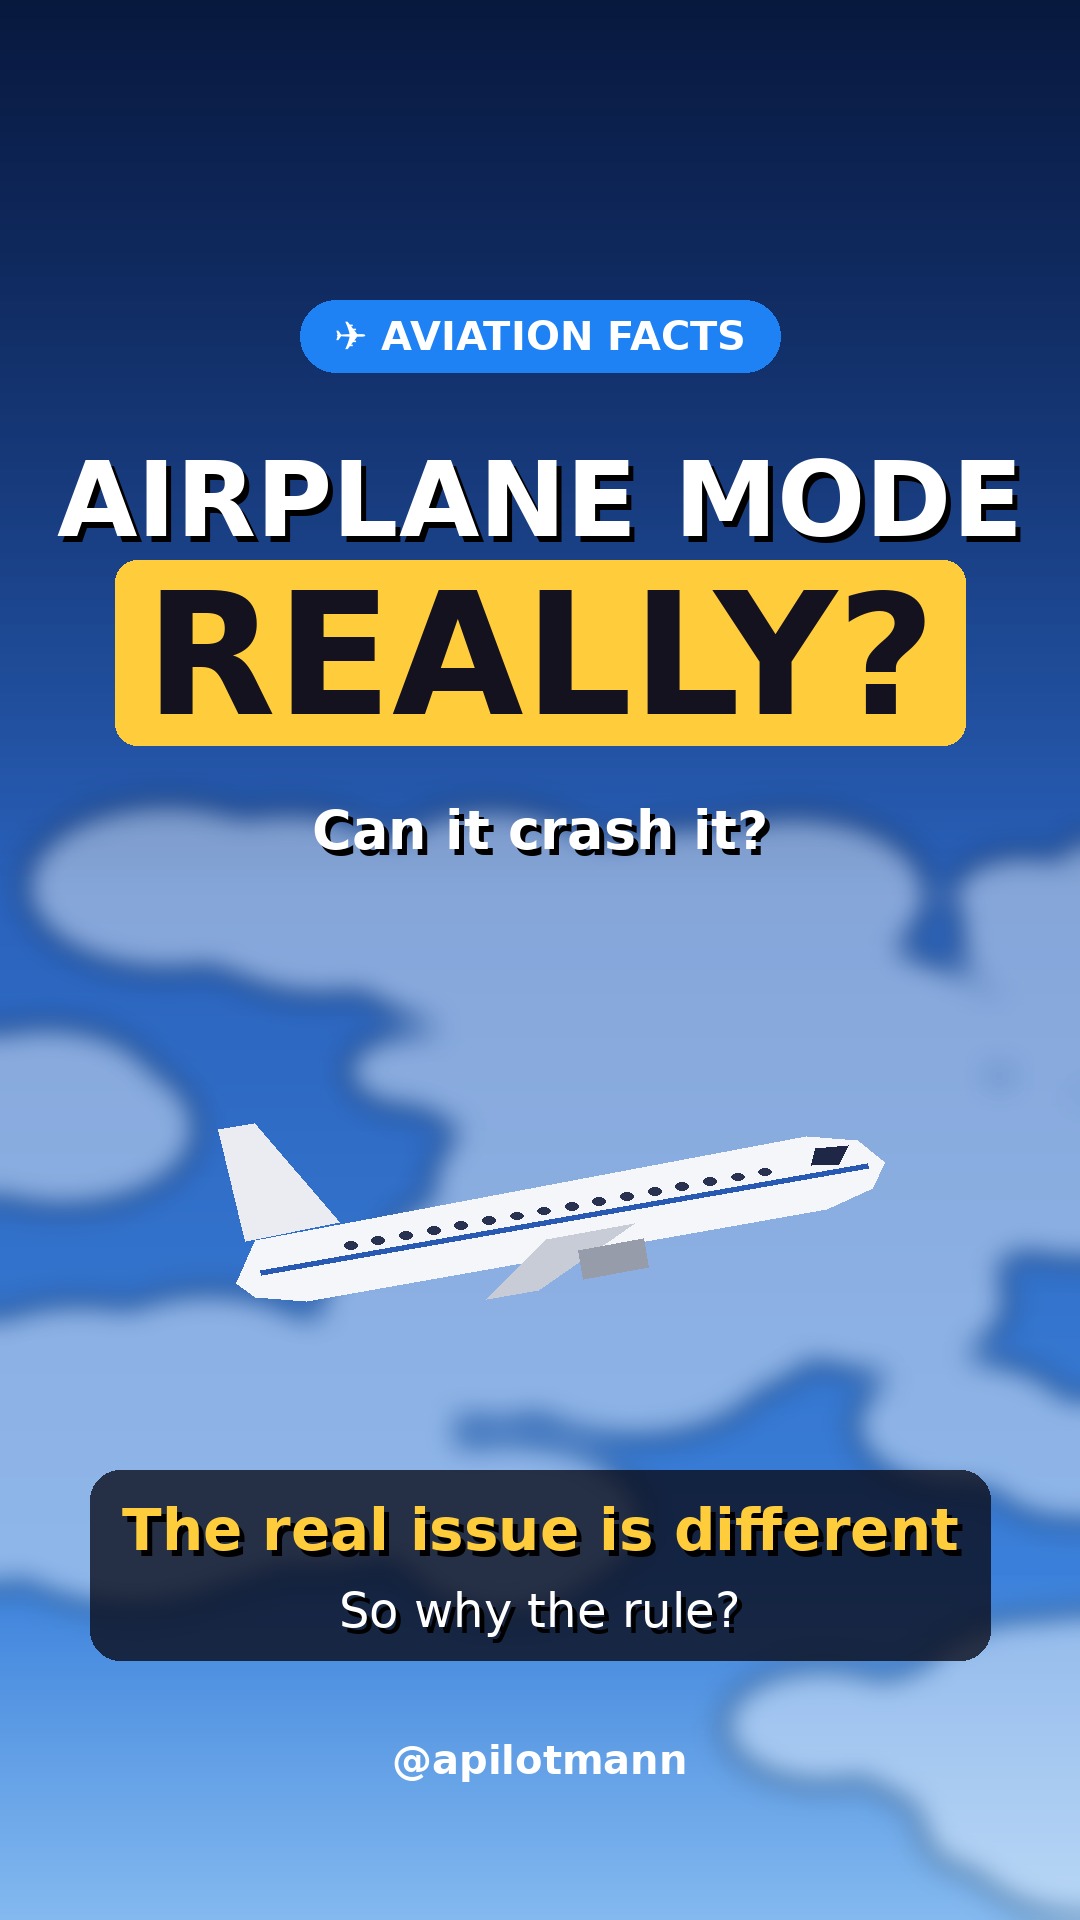 ✈ AVIATION FACTS
AIRPLANE MODE
REALLY?
Can it crash it?
The real issue is different
So why the rule?
@apilotmann